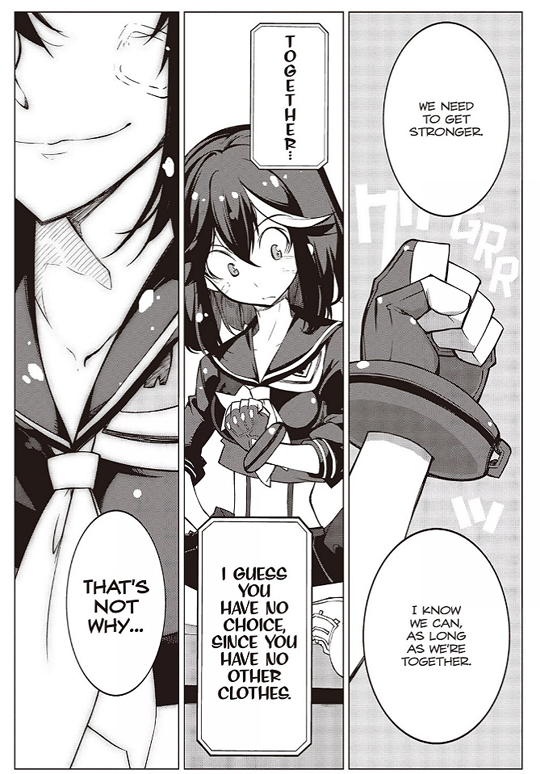 WE NEED
TO GET
STRONGER.
GRR
I KNOW
WE CAN,
AS LONG
AS WE'RE
TOGETHER.
TOGETHER...
I GUESS
YOU
HAVE NO
CHOICE,
SINCE YOU
HAVE NO
OTHER
CLOTHES.
THAT'S
NOT
WHY...